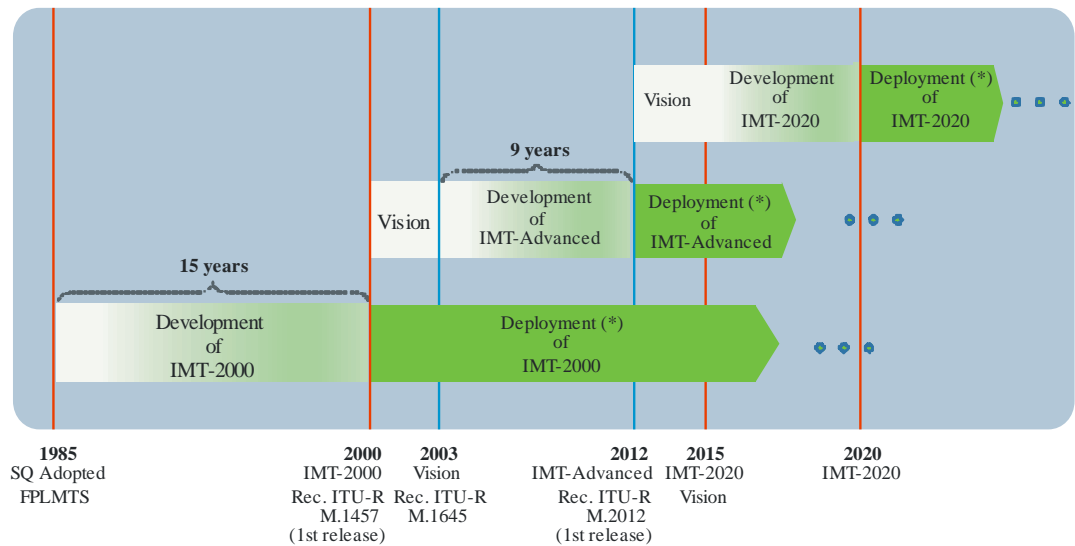 Vision
Development
of
IMT-2020
Deployment (*)
of
IMT-2020
9 years
Vision
Development
of
IMT-Advanced
Deployment (*)
of
IMT-Advanced
15 years
Development
of
IMT-2000
Deployment (*)
of
IMT-2000
1985
SQ Adopted
FPLMTS
2000
IMT-2000
Rec. ITU-R
M.1457
(1st release)
2003
Vision
Rec. ITU-R
M.1645
2012
IMT-Advanced
Rec. ITU-R
M.2012
(1st release)
2015
IMT-2020
Vision
2020
IMT-2020